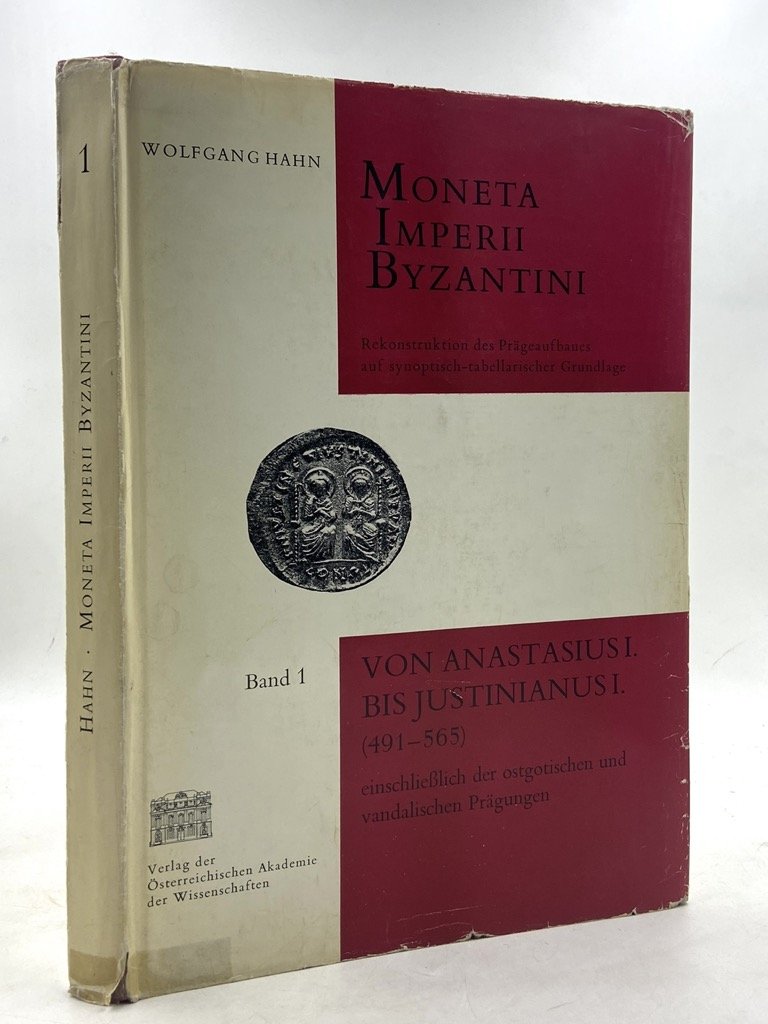 1
HAHN · MONETA IMPERII BYZANTINI
WOLFGANG HAHN
MONETA
IMPERII
BYZANTINI
Rekonstruktion des Prägeaufbaues
auf synoptisch-tabellarischer Grundlage
Band 1
VON ANASTASIUS I.
BIS JUSTINIANUS I.
(491–565)
einschließlich der ostgotischen und
vandalischen Prägungen
Verlag der
Österreichischen Akademie
der Wissenschaften